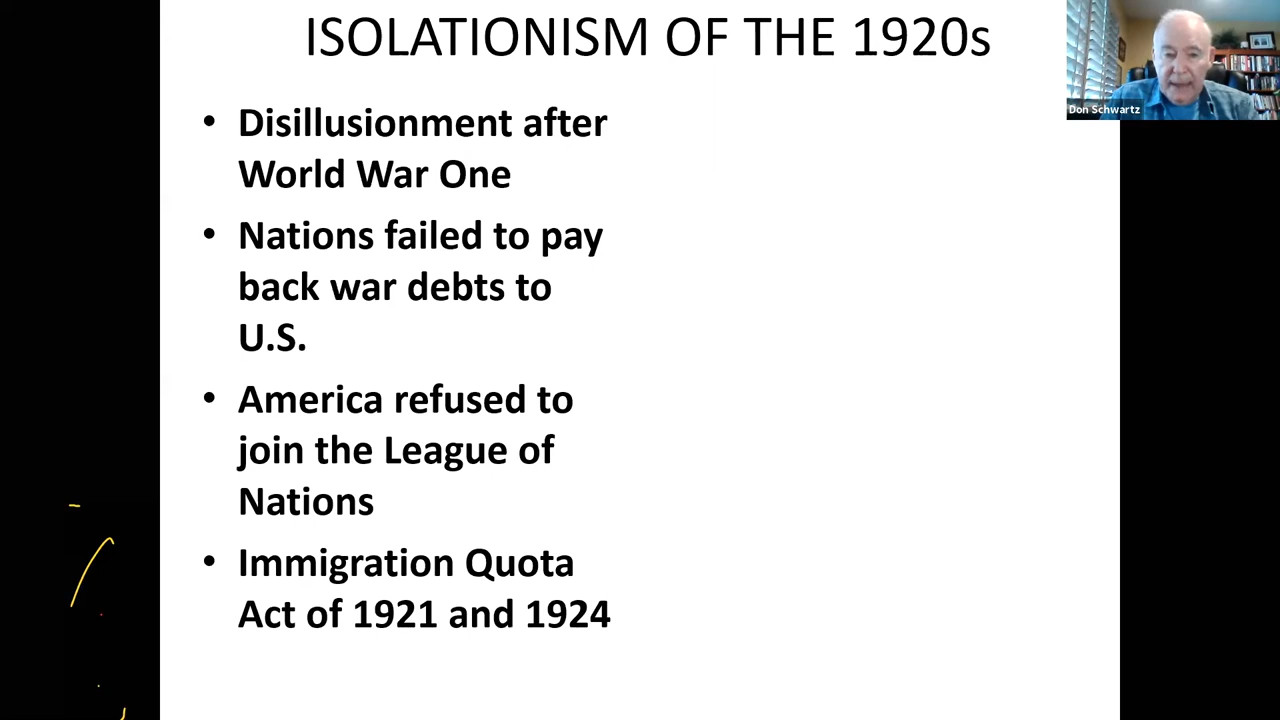 ISOLATIONISM OF THE 1920s
Don Schwartz
• Disillusionment after
World War One
• Nations failed to pay
back war debts to
U.S.
• America refused to
join the League of
Nations
• Immigration Quota
Act of 1921 and 1924